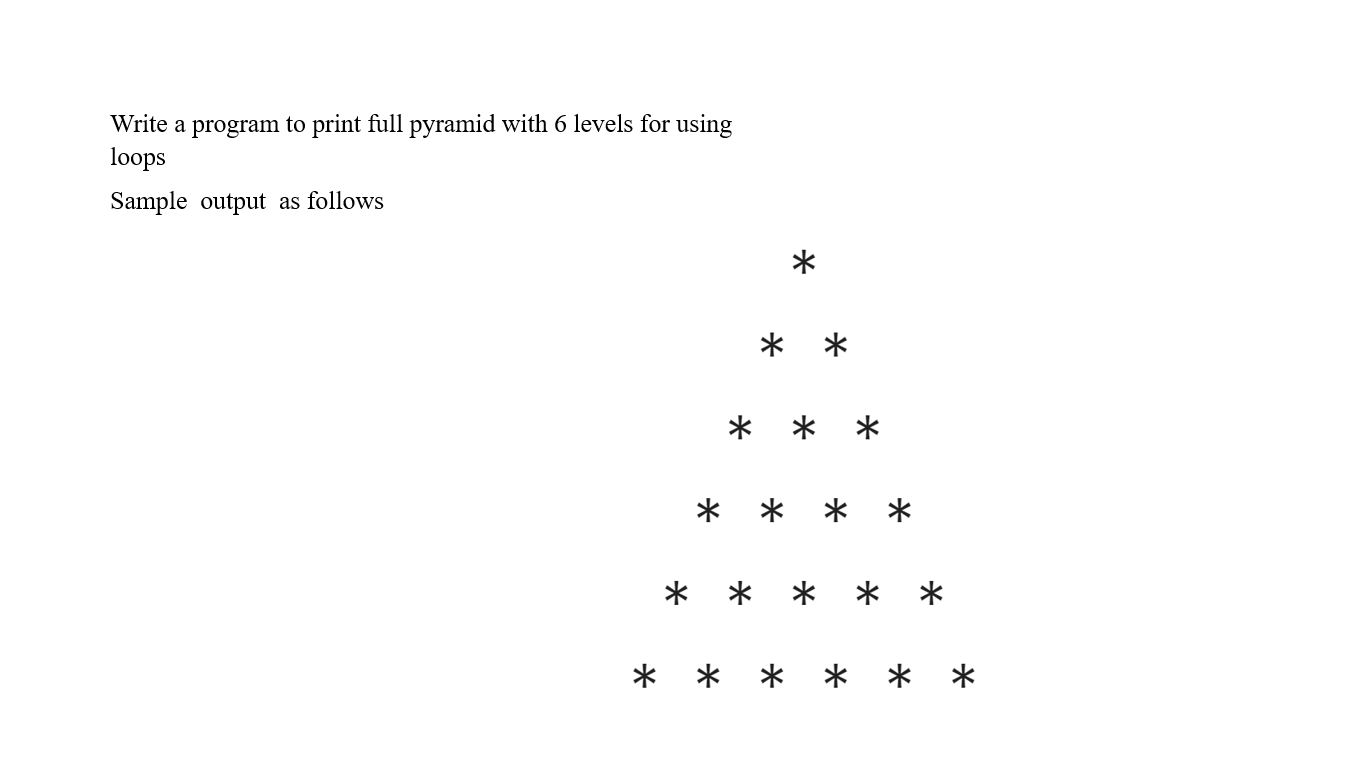 Write a program to print full pyramid with 6 levels for using
loops
Sample  output  as follows
*
* *
* * *
* * * *
* * * * *
* * * * * *